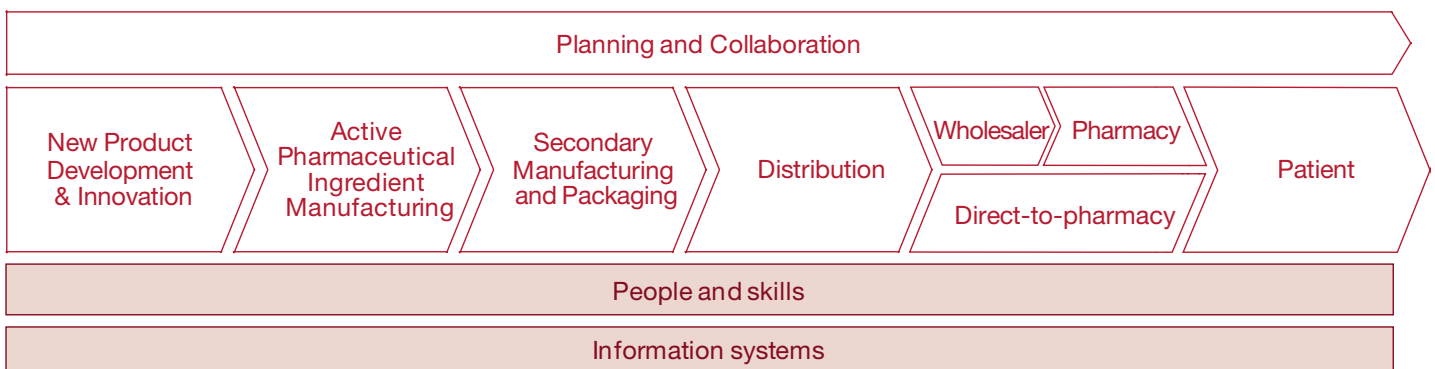 Planning and Collaboration
New Product
Development
& Innovation
Active
Pharmaceutical
Ingredient
Manufacturing
Secondary
Manufacturing
and Packaging
Distribution
Wholesaler
Pharmacy
Direct-to-pharmacy
Patient
People and skills
Information systems